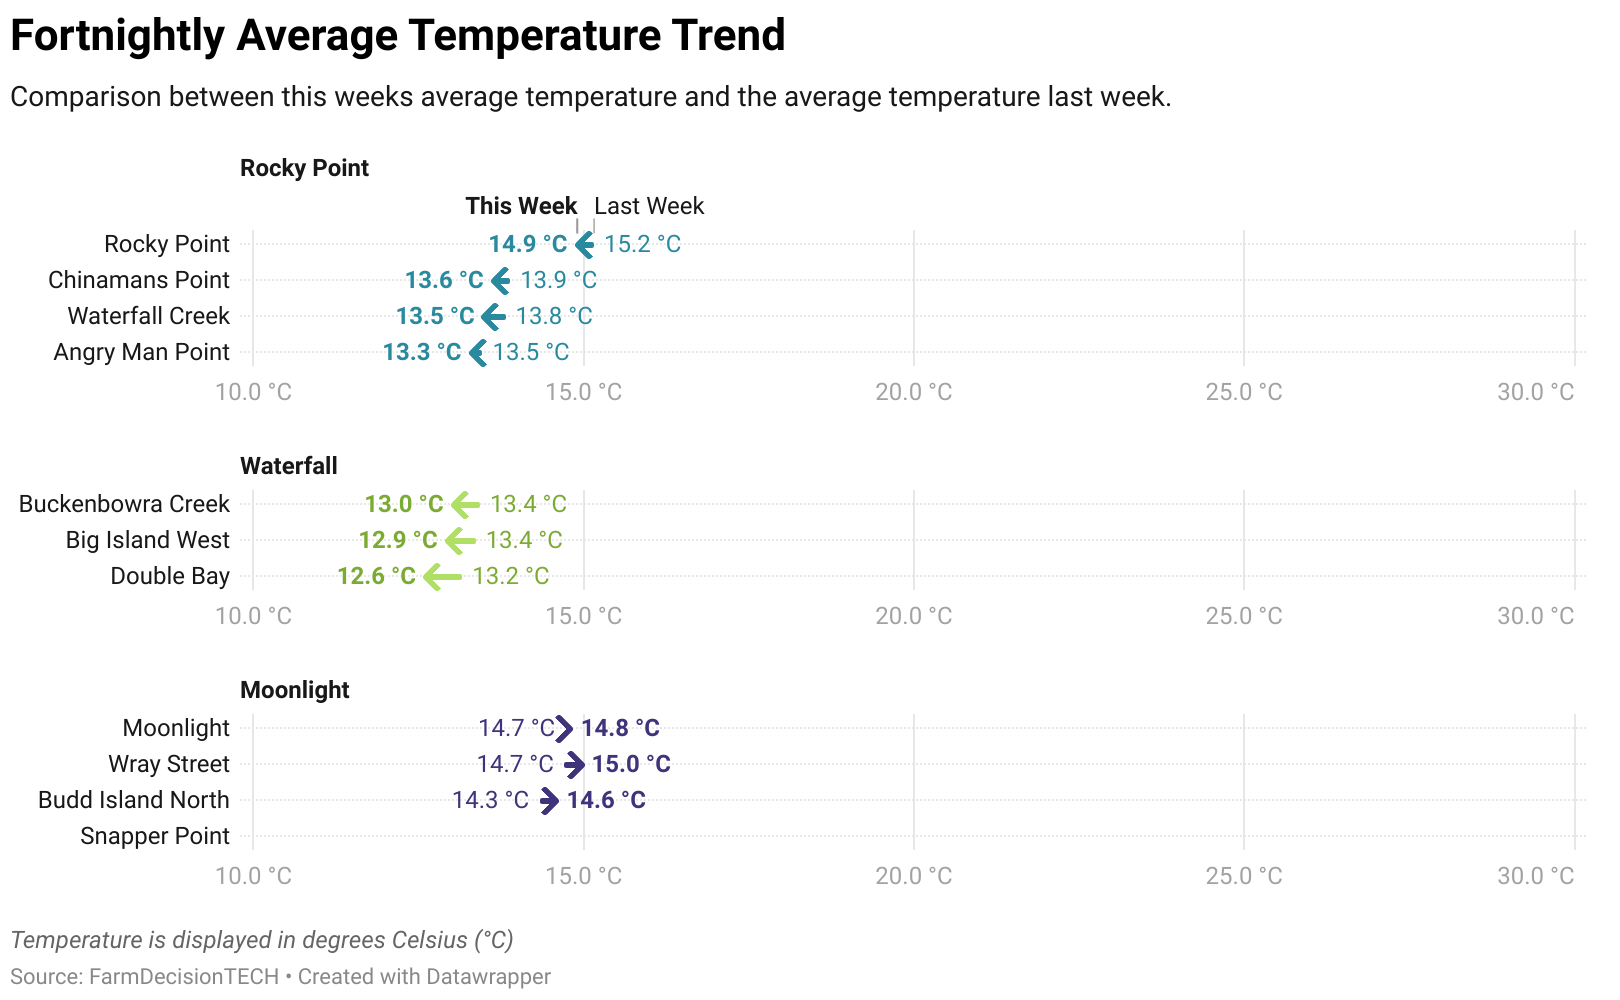 Fortnightly Average Temperature Trend
Comparison between this weeks average temperature and the average temperature last week.
Rocky Point
This Week Last Week
Rocky Point 14.9 °C 15.2 °C
Chinamans Point 13.6 °C 13.9 °C
Waterfall Creek 13.5 °C 13.8 °C
Angry Man Point 13.3 °C 13.5 °C
10.0 °C 15.0 °C 20.0 °C 25.0 °C 30.0 °C
Waterfall
Buckenbowra Creek 13.0 °C 13.4 °C
Big Island West 12.9 °C 13.4 °C
Double Bay 12.6 °C 13.2 °C
10.0 °C 15.0 °C 20.0 °C 25.0 °C 30.0 °C
Moonlight
Moonlight 14.7 °C 14.8 °C
Wray Street 14.7 °C 15.0 °C
Budd Island North 14.3 °C 14.6 °C
Snapper Point
10.0 °C 15.0 °C 20.0 °C 25.0 °C 30.0 °C
Temperature is displayed in degrees Celsius (°C)
Source: FarmDecisionTECH • Created with Datawrapper